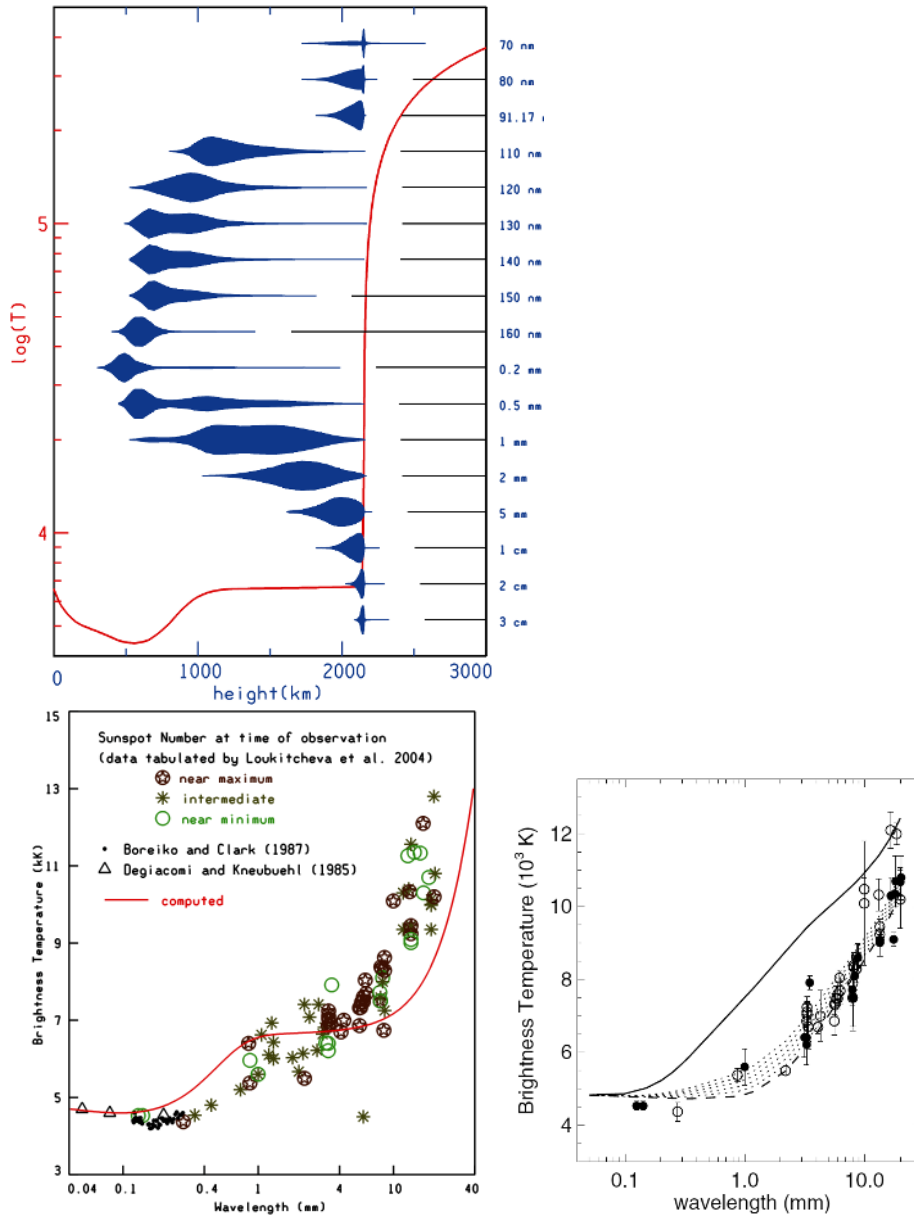 70 nm
80 nm
91.17
110 nm
120 nm
130 nm
140 nm
150 nm
160 nm
0.2 mm
0.5 mm
1 mm
2 mm
5 mm
1 cm
2 cm
3 cm
5
4
log(T)
0 1000 2000 3000
height(km)
15
13
11
9
7
5
3
Brightness Temperature (kK)
Sunspot Number at time of observation
(data tabulated by Loukitcheva et al. 2004)
near maximum
intermediate
near minimum
Boreiko and Clark (1987)
Degiacomi and Kneubuehl (1985)
computed
0.04 0.1 0.4 1 4 10 40
Wavelength (mm)
12
10
8
6
4
Brightness Temperature (10³ K)
0.1 1.0 10.0
wavelength (mm)